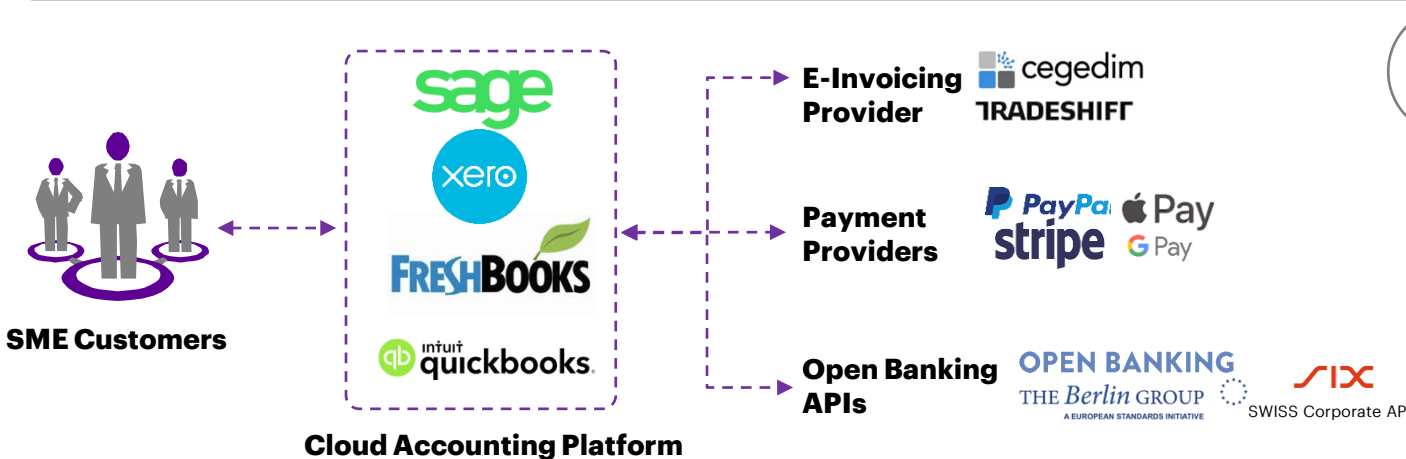 sage
xero
FRESHBOOKS
qb
intuit
quickbooks.
SME Customers
Cloud Accounting Platform
E-Invoicing
Provider
cegedim
TRADESHIFT
Payment
Providers
PayPa
Pay
stripe
G Pay
Open Banking
APIs
OPEN BANKING
THE Berlin GROUP
A EUROPEAN STANDARDS INITIATIVE
SIX
SWISS Corporate AP